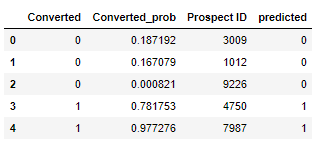 Converted Converted_prob Prospect ID predicted
0 0 0.187192 3009 0
1 0 0.167079 1012 0
2 0 0.000821 9226 0
3 1 0.781753 4750 1
4 1 0.977276 7987 1